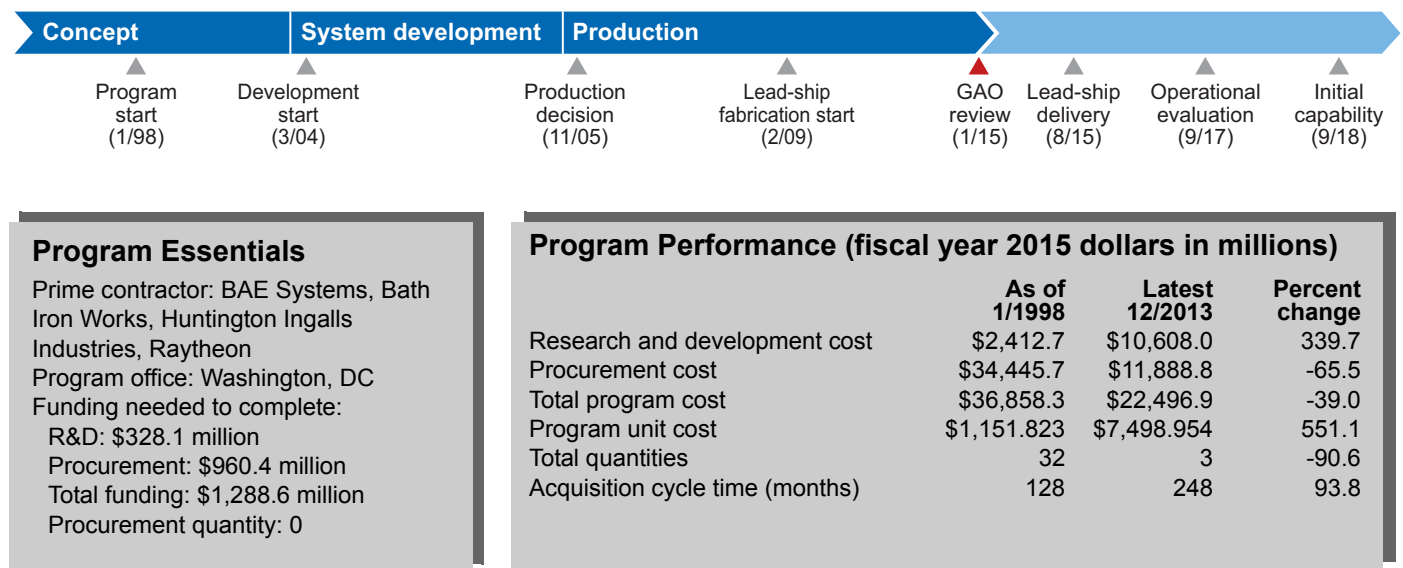 Concept System development Production
Program start (1/98)
Development start (3/04)
Production decision (11/05)
Lead-ship fabrication start (2/09)
GAO review (1/15)
Lead-ship delivery (8/15)
Operational evaluation (9/17)
Initial capability (9/18)
Program Essentials
Prime contractor: BAE Systems, Bath
Iron Works, Huntington Ingalls
Industries, Raytheon
Program office: Washington, DC
Funding needed to complete:
R&D: $328.1 million
Procurement: $960.4 million
Total funding: $1,288.6 million
Procurement quantity: 0
Program Performance (fiscal year 2015 dollars in millions)
As of 1/1998 Latest 12/2013 Percent change
Research and development cost $2,412.7 $10,608.0 339.7
Procurement cost $34,445.7 $11,888.8 -65.5
Total program cost $36,858.3 $22,496.9 -39.0
Program unit cost $1,151.823 $7,498.954 551.1
Total quantities 32 3 -90.6
Acquisition cycle time (months) 128 248 93.8